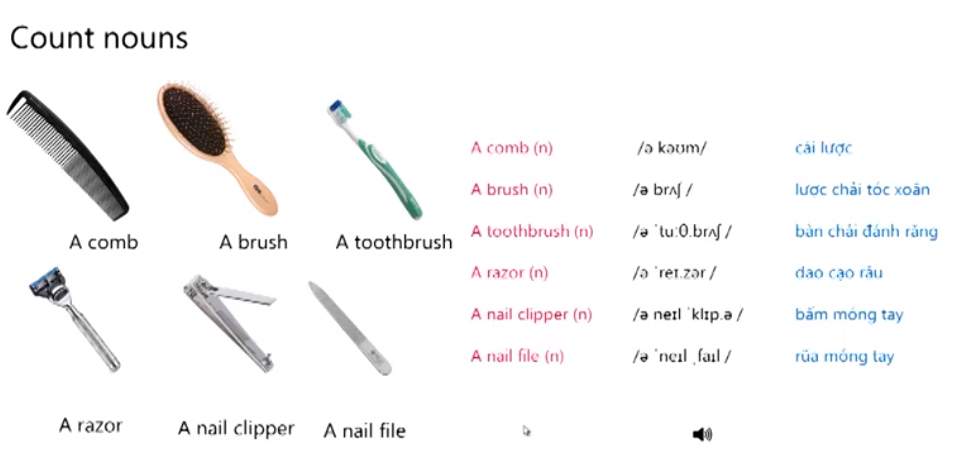 Count nouns
A comb
A brush
A toothbrush
A razor
A nail clipper
A nail file
A comb (n) /ə kəʊm/ cái lược
A brush (n) /ə brʌʃ / lược chải tóc xoăn
A toothbrush (n) /ə ˈtuːθ.brʌʃ / bàn chải đánh răng
A razor (n) /ə ˈreɪ.zər / dao cạo râu
A nail clipper (n) /ə neɪl ˈklɪp.ə / bấm móng tay
A nail file (n) /ə ˈneɪl ˌfaɪl / rũa móng tay